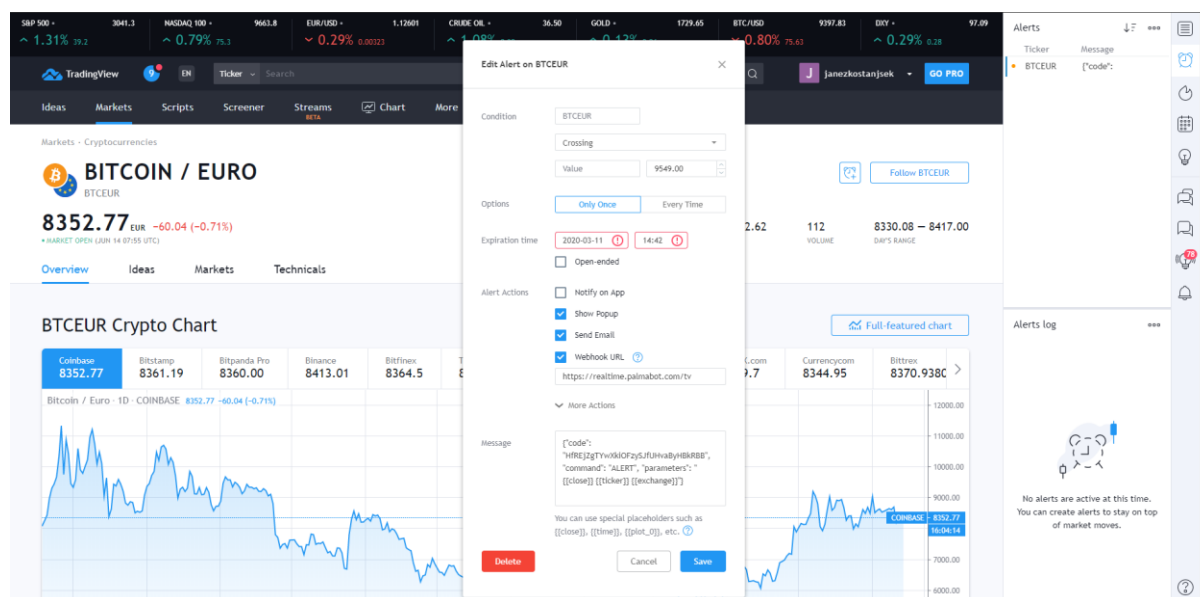 S&P 500 3041.3 NASDAQ 100 9663.8 EUR/USD 1.12601 CRUDE OIL 36.50 GOLD 1729.65 BTC/USD 9397.83 DXY 97.09
1.31% 39.2 0.79% 75.3 0.29% 0.00323 0.80% 75.63 0.29% 0.28
TradingView 9 EN Ticker Search J janezkostanjsek GO PRO
Ideas Markets Scripts Screener Streams BETA Chart More
Markets - Cryptocurrencies
BITCOIN / EURO
BTCEUR
Follow BTCEUR
8352.77 EUR -60.04 (-0.71%)
MARKET OPEN (JUN 14 07:55 UTC)
2.62 112 8330.08 — 8417.00
VOLUME DAY'S RANGE
Overview Ideas Markets Technicals
BTCEUR Crypto Chart
Full-featured chart
Coinbase Bitstamp Bitpanda Pro Binance Bitfinex Currencycom Bittrex
8352.77 8361.19 8360.00 8413.01 8364.5 8344.95 8370.9380
Bitcoin / Euro · 1D · COINBASE 8352.77 -60.04 (-0.71%)
12000.00
11000.00
10000.00
9000.00
COINBASE 8352.77
16:04:14
7000.00
6000.00
Edit Alert on BTCEUR
Condition BTCEUR
Crossing
Value 9549.00
Options Only Once Every Time
Expiration time 2020-03-11 14:42
Open-ended
Alert Actions Notify on App
Show Popup
Send Email
Webhook URL
https://realtime.palmabot.com/tv
More Actions
Message
{"code":
"command": "ALERT", "parameters": "
{{close}} {{ticker}} {{exchange}}"}
You can use special placeholders such as
{{close}}, {{time}}, {{plot_0}}, etc.
Delete Cancel Save
Alerts
Ticker Message
BTCEUR {"code":
78
Alerts log
No alerts are active at this time.
You can create alerts to stay on top
of market moves.